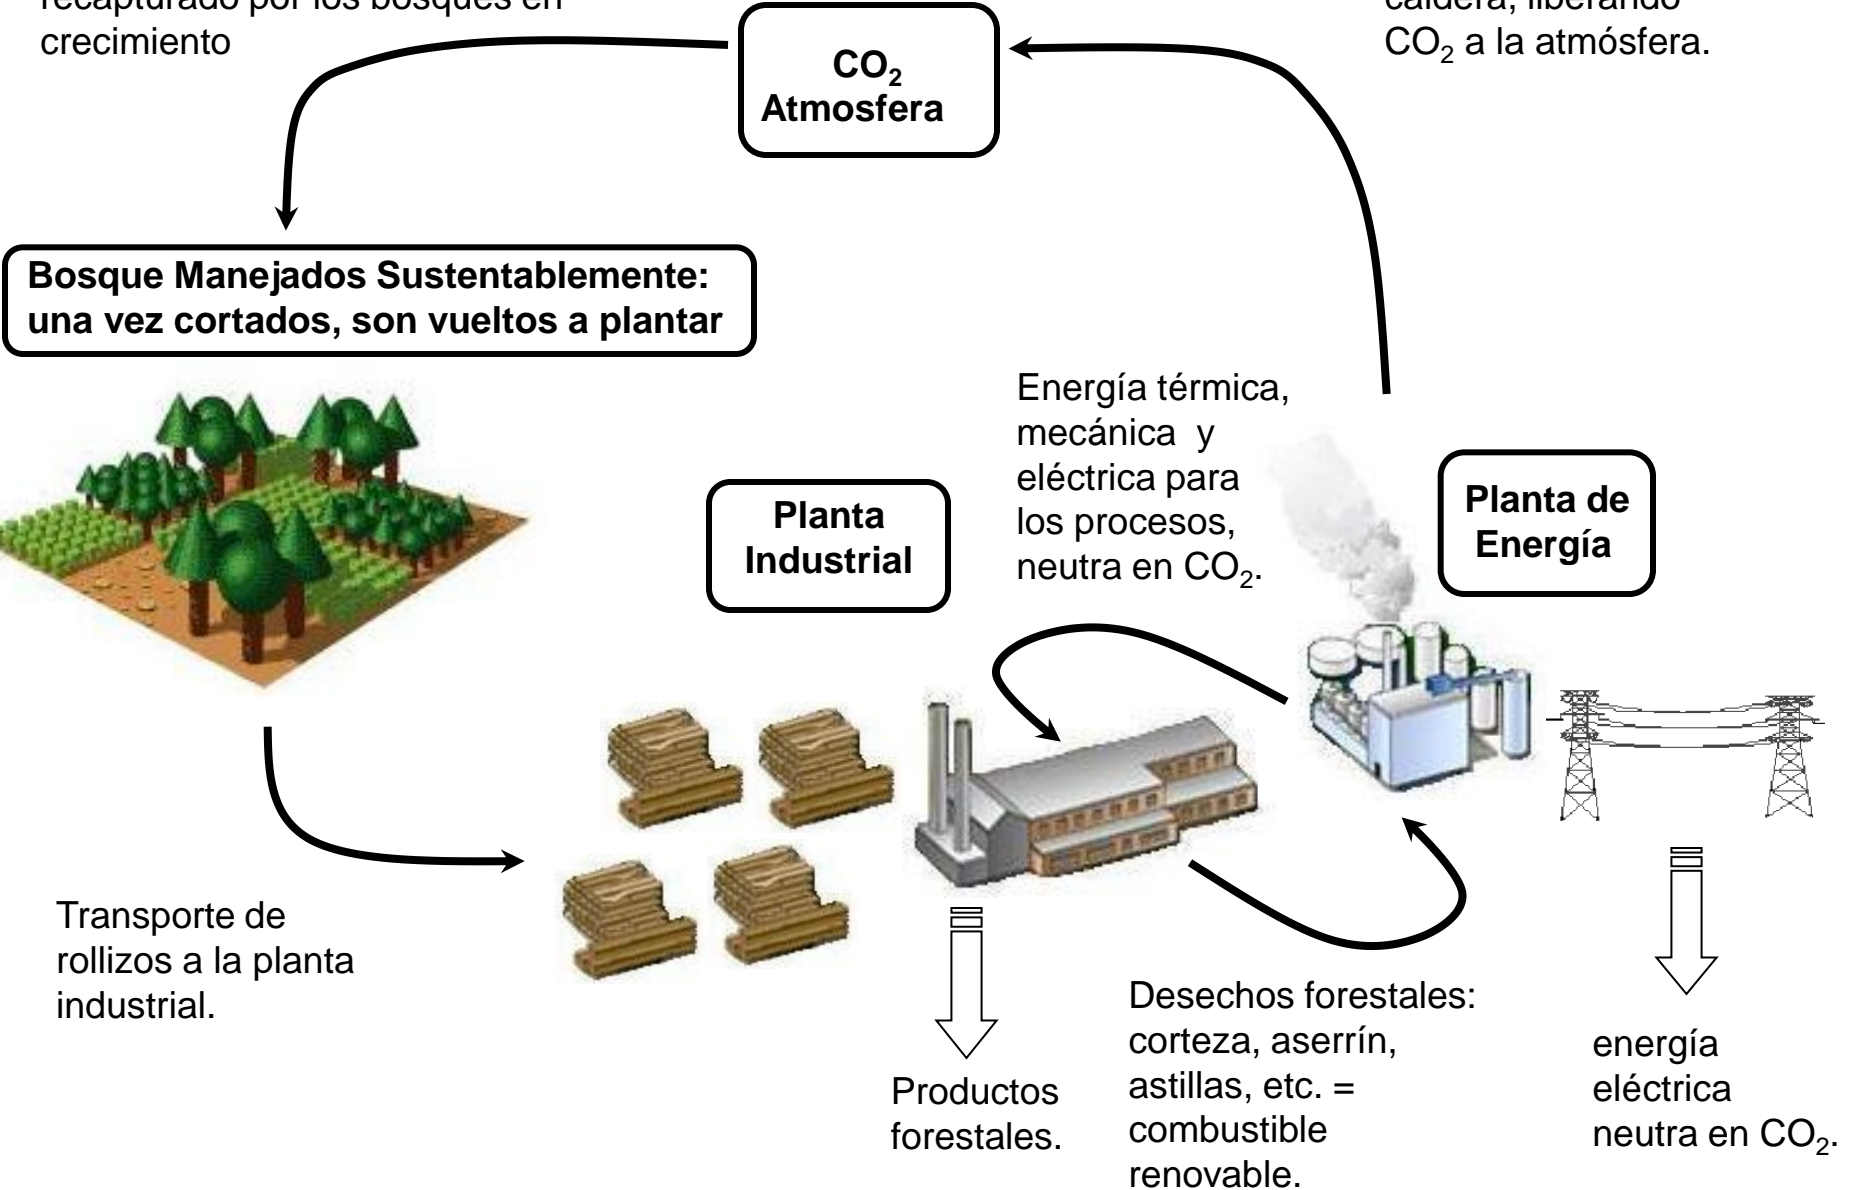 recapturado por los bosques en
crecimiento
caldera, liberando
CO₂ a la atmósfera.
CO₂
Atmosfera
Bosque Manejados Sustentablemente:
una vez cortados, son vueltos a plantar
Energía térmica,
mecánica y
eléctrica para
los procesos,
neutra en CO₂.
Planta
Industrial
Planta de
Energía
Transporte de
rollizos a la planta
industrial.
Productos
forestales.
Desechos forestales:
corteza, aserrín,
astillas, etc. =
combustible
renovable.
energía
eléctrica
neutra en CO₂.